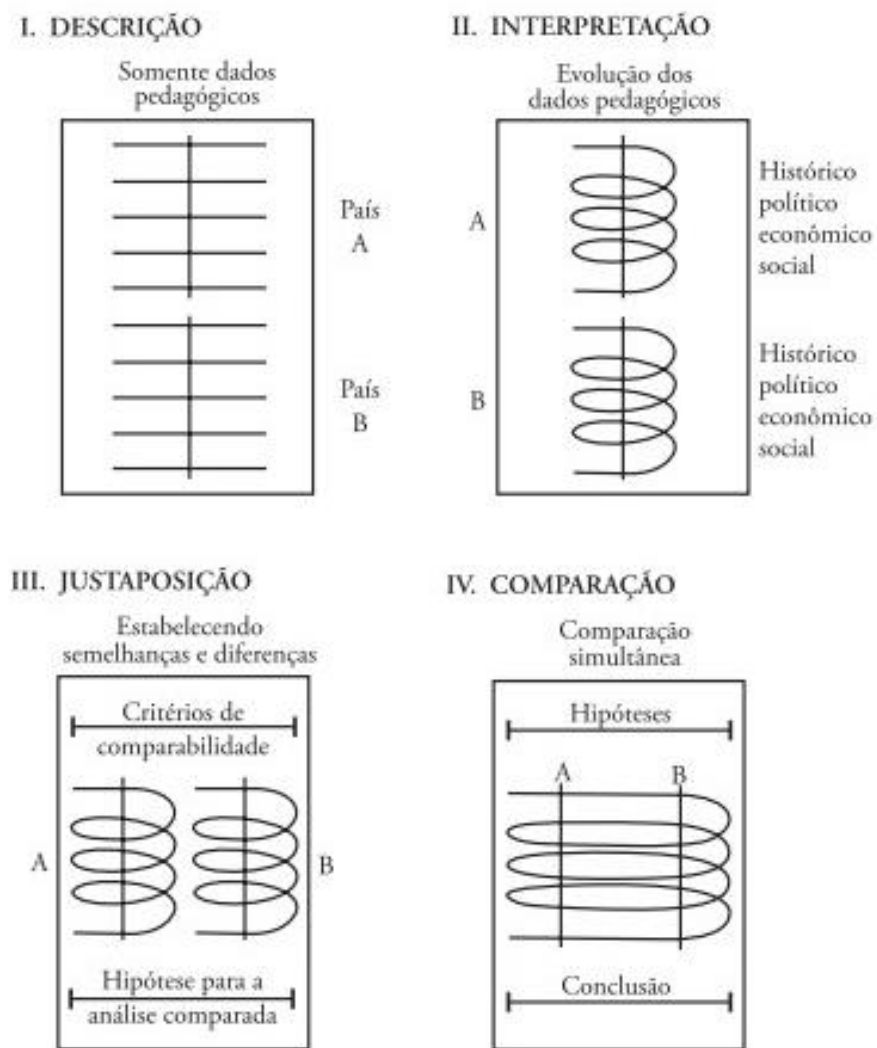 I. DESCRIÇÃO
Somente dados
pedagógicos
País
A
País
B
II. INTERPRETAÇÃO
Evolução dos
dados pedagógicos
A
Histórico
político
econômico
social
B
Histórico
político
econômico
social
III. JUSTAPOSIÇÃO
Estabelecendo
semelhanças e diferenças
Critérios de
comparabilidade
A
B
Hipótese para a
análise comparada
IV. COMPARAÇÃO
Comparação
simultânea
Hipóteses
A B
Conclusão